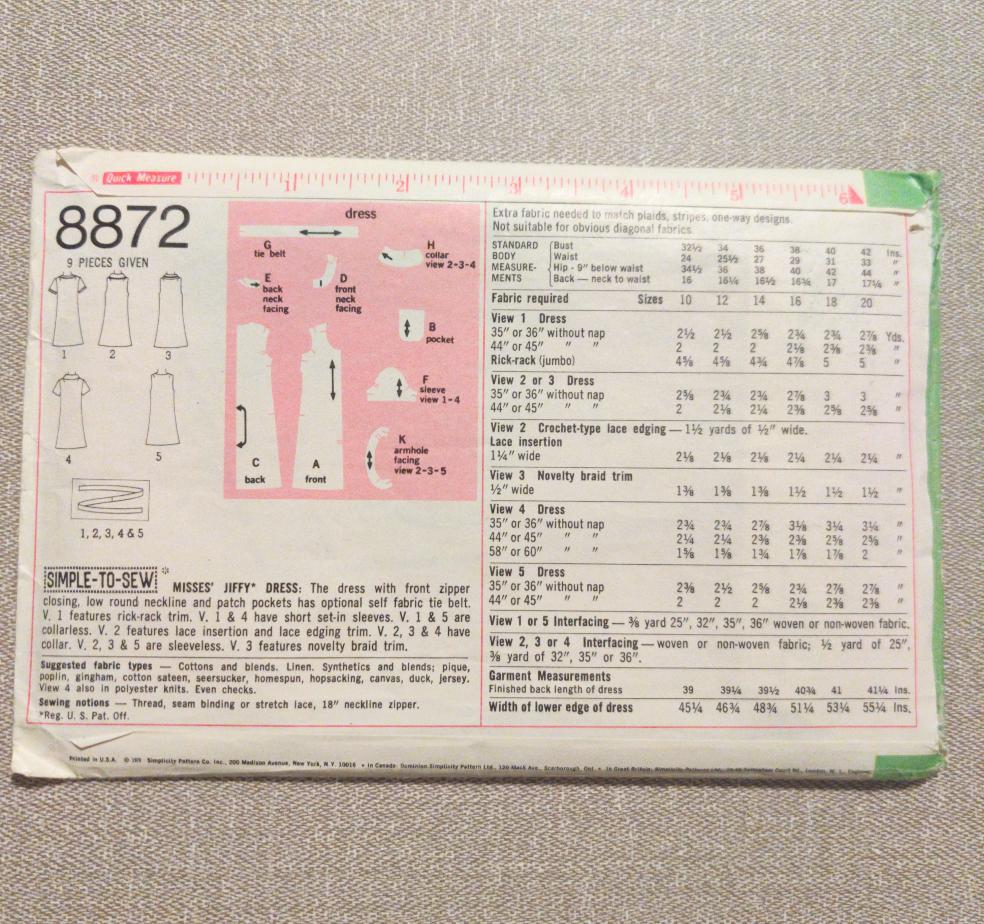 Quick Measure 1 2 3 4 5 6
8872
9 PIECES GIVEN
1 2 3
4 5
1, 2, 3, 4 & 5
dress
G
tie belt
H
collar
view 2-3-4
E
back
neck
facing
D
front
neck
facing
B
pocket
F
sleeve
view 1-4
K
armhole
facing
view 2-3-5
C
back
A
front
SIMPLE-TO-SEW* MISSES' JIFFY* DRESS: The dress with front zipper
closing, low round neckline and patch pockets has optional self fabric tie belt.
V. 1 features rick-rack trim. V. 1 & 4 have short set-in sleeves. V. 1 & 5 are
collarless. V. 2 features lace insertion and lace edging trim. V. 2, 3 & 4 have
collar. V. 2, 3 & 5 are sleeveless. V. 3 features novelty braid trim.
Suggested fabric types — Cottons and blends. Linen. Synthetics and blends; pique,
poplin, gingham, cotton sateen, seersucker, homespun, hopsacking, canvas, duck, jersey.
View 4 also in polyester knits. Even checks.
Sewing notions — Thread, seam binding or stretch lace, 18" neckline zipper.
*Reg. U. S. Pat. Off.
Extra fabric needed to match plaids, stripes, one-way designs.
Not suitable for obvious diagonal fabrics.
STANDARD Bust 32½ 34 36 38 40 42 Ins.
BODY Waist 24 25½ 27 29 31 33 "
MEASURE- Hip - 9" below waist 34½ 36 38 40 42 44 "
MENTS Back — neck to waist 16 16¼ 16½ 16¾ 17 17¼ "
Fabric required Sizes 10 12 14 16 18 20
View 1 Dress
35" or 36" without nap 2½ 2½ 2⅝ 2¾ 2¾ 2⅞ Yds.
44" or 45" " " 2 2 2 2⅛ 2⅜ 2⅜ "
Rick-rack (jumbo) 4⅝ 4⅝ 4¾ 4⅞ 5 5 "
View 2 or 3 Dress
35" or 36" without nap 2⅝ 2¾ 2¾ 2⅞ 3 3 "
44" or 45" " " 2 2⅛ 2¼ 2⅜ 2⅝ 2⅝ "
View 2 Crochet-type lace edging — 1½ yards of ½" wide.
Lace insertion
1¼" wide 2⅛ 2⅛ 2⅛ 2¼ 2¼ 2¼ "
View 3 Novelty braid trim
½" wide 1⅜ 1⅜ 1⅜ 1½ 1½ 1½ "
View 4 Dress
35" or 36" without nap 2¾ 2¾ 2⅞ 3⅛ 3¼ 3¼ "
44" or 45" " " 2¼ 2¼ 2⅜ 2⅜ 2⅝ 2⅝ "
58" or 60" " " 1⅝ 1⅝ 1¾ 1⅞ 1⅞ 2 "
View 5 Dress
35" or 36" without nap 2⅜ 2½ 2⅝ 2¾ 2⅞ 2⅞ "
44" or 45" " " 2 2 2 2⅛ 2⅜ 2⅜ "
View 1 or 5 Interfacing — ⅜ yard 25", 32", 35", 36" woven or non-woven fabric.
View 2, 3 or 4 Interfacing — woven or non-woven fabric; ½ yard of 25",
⅜ yard of 32", 35" or 36".
Garment Measurements
Finished back length of dress 39 39¼ 39½ 40¾ 41 41¼ Ins.
Width of lower edge of dress 45¼ 46¾ 48¾ 51¼ 53¼ 55¼ Ins.
Printed in U.S.A. © Simplicity Pattern Co. Inc., 200 Madison Avenue, New York, N.Y. 10016 • In Canada: Dominion Simplicity Pattern Ltd., 120 Mack Ave., Scarborough, Ont. • In Great Britain: Simplicity Patterns Ltd., Tottenham Court Rd., London, W. 1., England